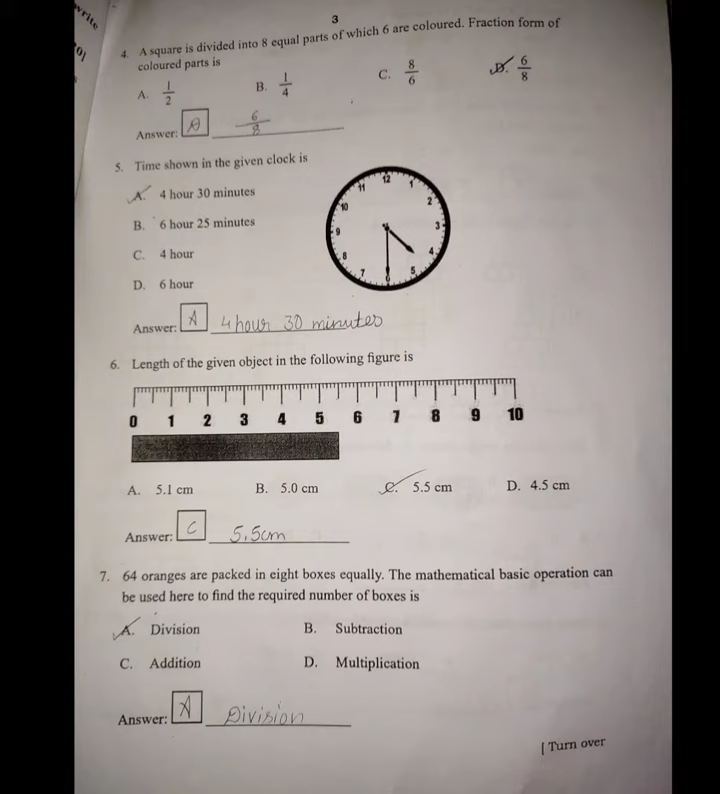 write
3
4. A square is divided into 8 equal parts of which 6 are coloured. Fraction form of
coloured parts is
A. 1/2 B. 1/4 C. 8/6 D. 6/8
Answer: D 6/8
5. Time shown in the given clock is
A. 4 hour 30 minutes
B. 6 hour 25 minutes
C. 4 hour
D. 6 hour
12 1 2 3 4 5 6 7 8 9 10 11
Answer: A 4 hour 30 minutes
6. Length of the given object in the following figure is
0 1 2 3 4 5 6 7 8 9 10
A. 5.1 cm B. 5.0 cm C. 5.5 cm D. 4.5 cm
Answer: C 5.5cm
7. 64 oranges are packed in eight boxes equally. The mathematical basic operation can
be used here to find the required number of boxes is
A. Division B. Subtraction
C. Addition D. Multiplication
Answer: A Division
[ Turn over